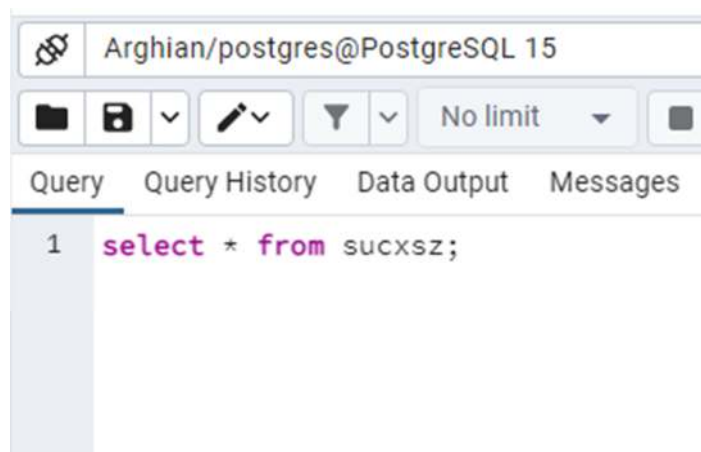 Arghian/postgres@PostgreSQL 15
No limit
Query Query History Data Output Messages
1 select * from sucxsz;